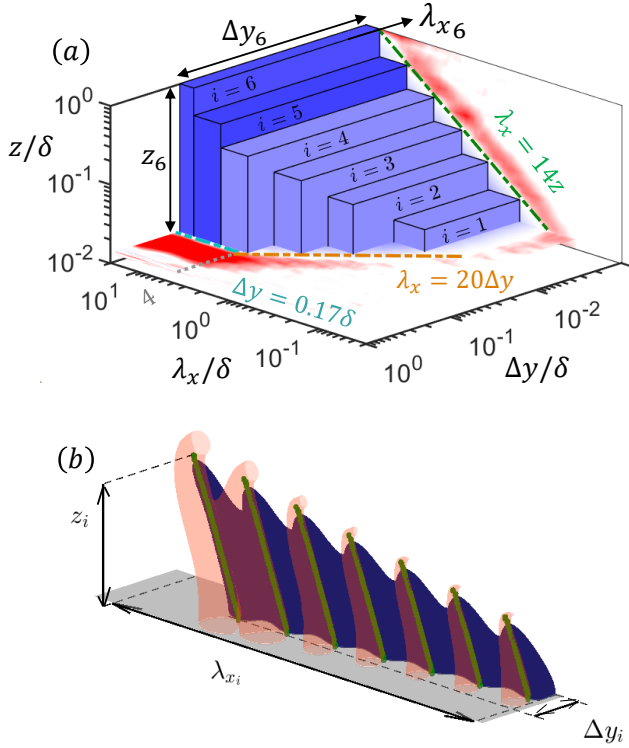 (a)
Δy₆
λₓ₆
10⁰
i = 6
i = 5
i = 4
i = 3
i = 2
i = 1
λₓ = 14z
z/δ
z₆
10⁻¹
10⁻²
λₓ = 20Δy
Δy = 0.17δ
10¹
4
10⁰
10⁻¹
λₓ/δ
10⁰
10⁻¹
10⁻²
Δy/δ
(b)
zᵢ
λₓᵢ
Δyᵢ